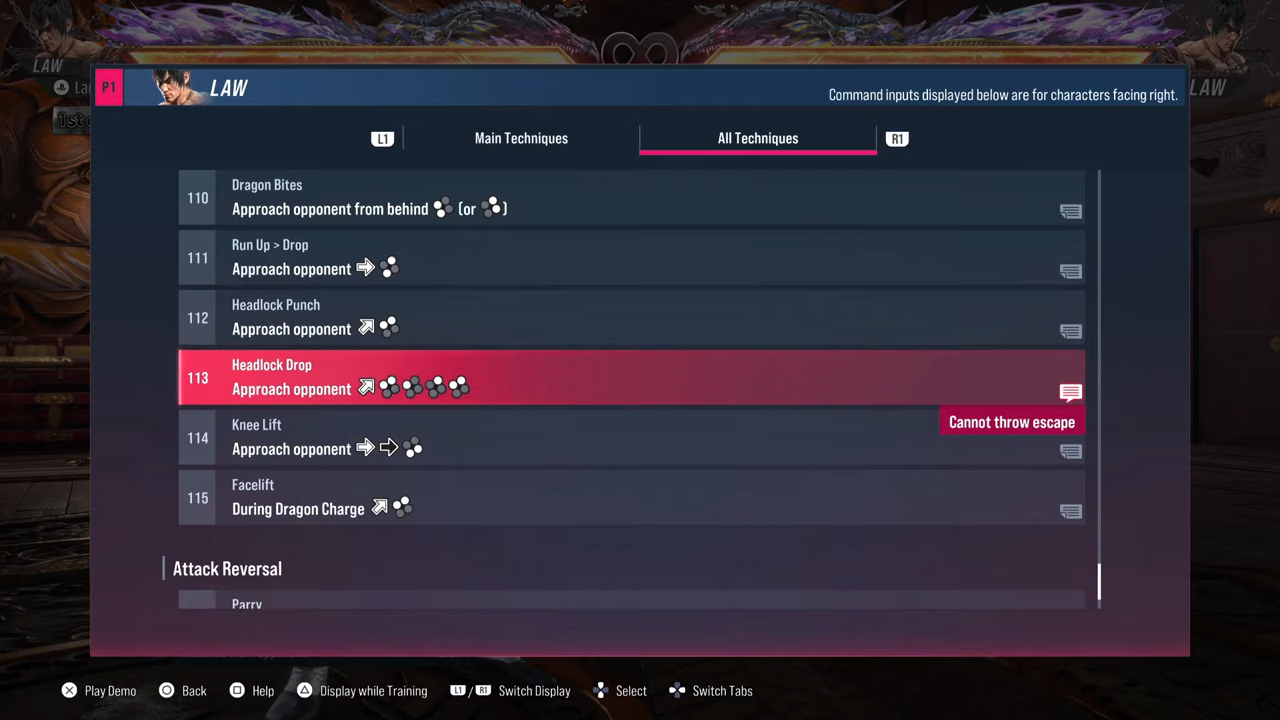 LAW
La
1st
LAW
P1
LAW
Command inputs displayed below are for characters facing right.
L1
Main Techniques
All Techniques
R1
110
Dragon Bites
Approach opponent from behind (or )
111
Run Up > Drop
Approach opponent
112
Headlock Punch
Approach opponent
113
Headlock Drop
Approach opponent
Cannot throw escape
114
Knee Lift
Approach opponent
115
Facelift
During Dragon Charge
Attack Reversal
Parry
Play Demo
Back
Help
Display while Training
L1 / R1 Switch Display
Select
Switch Tabs